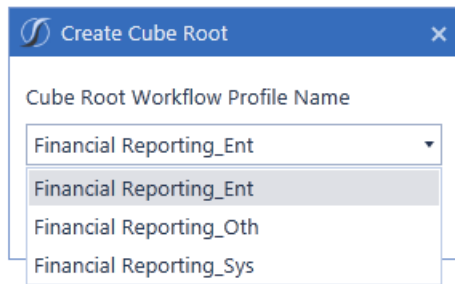 Create Cube Root
Cube Root Workflow Profile Name
Financial Reporting_Ent
Financial Reporting_Ent
Financial Reporting_Oth
Financial Reporting_Sys